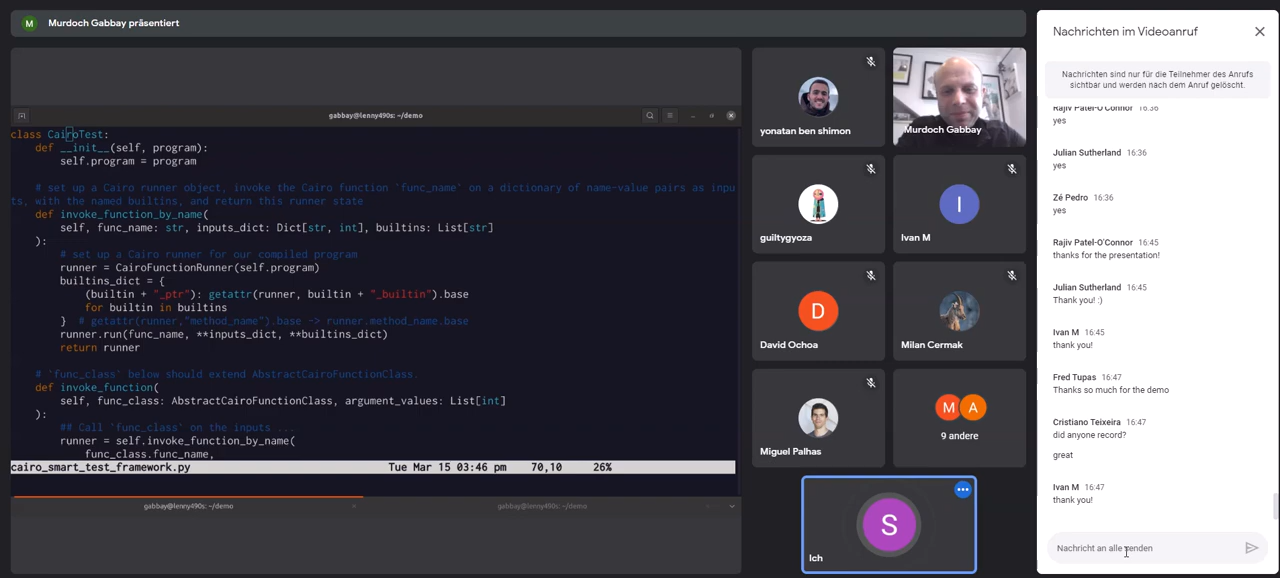 M
Murdoch Gabbay präsentiert
gabbay@lenny490s: ~/demo
class CairoTest:
def __init__(self, program):
self.program = program
# set up a Cairo runner object, invoke the Cairo function `func_name` on a dictionary of name-value pairs as inpu
ts, with the named builtins, and return this runner state
def invoke_function_by_name(
self, func_name: str, inputs_dict: Dict[str, int], builtins: List[str]
):
# set up a Cairo runner for our compiled program
runner = CairoFunctionRunner(self.program)
builtins_dict = {
(builtin + "_ptr"): getattr(runner, builtin + "_builtin").base
for builtin in builtins
} # getattr(runner,"method_name").base -> runner.method_name.base
runner.run(func_name, **inputs_dict, **builtins_dict)
return runner
# `func_class` below should extend AbstractCairoFunctionClass.
def invoke_function(
self, func_class: AbstractCairoFunctionClass, argument_values: List[int]
):
## Call `func_class` on the inputs ...
runner = self.invoke_function_by_name(
func_class.func_name,
cairo_smart_test_framework.py Tue Mar 15 03:46 pm 70,10 26%
gabbay@lenny490s: ~/demo
gabbay@lenny490s: ~/demo
yonatan ben shimon
Murdoch Gabbay
guiltygyoza
I
Ivan M
D
David Ochoa
Milan Cermak
Miguel Palhas
M A
9 andere
S
Ich
Nachrichten im Videoanruf
Nachrichten sind nur für die Teilnehmer des Anrufs
sichtbar und werden nach dem Anruf gelöscht.
Rajiv Patel-O'Connor 16:36
yes
Julian Sutherland 16:36
yes
Zé Pedro 16:36
yes
Rajiv Patel-O'Connor 16:45
thanks for the presentation!
Julian Sutherland 16:45
Thank you! :)
Ivan M 16:45
thank you!
Fred Tupas 16:47
Thanks so much for the demo
Cristiano Teixeira 16:47
did anyone record?
great
Ivan M 16:47
thank you!
Nachricht an alle senden